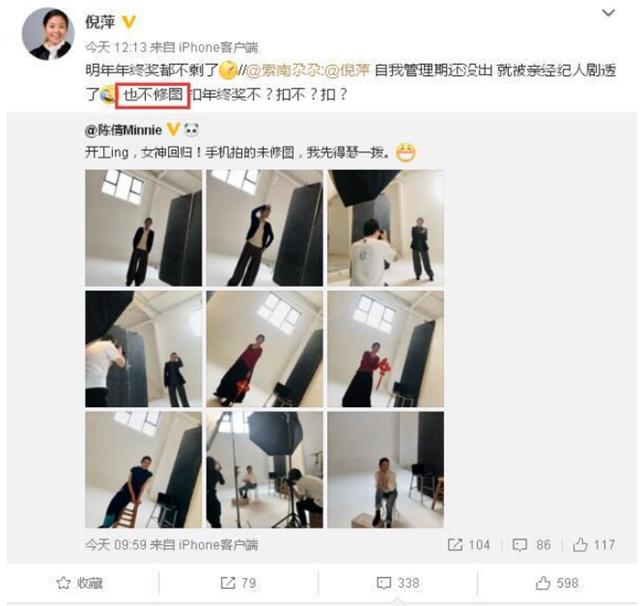 倪萍
今天 12:13 来自 iPhone客户端
明年年终奖都不剩了//@索南尕尕:@倪萍 自我管理期还没出 就被亲经纪人剧透
了 也不修图 扣年终奖不？扣不？扣？
@陈倩Minnie
开工ing，女神回归！手机拍的未修图，我先得瑟一拨。
今天 09:59 来自 iPhone客户端
104
86
117
收藏
79
338
598